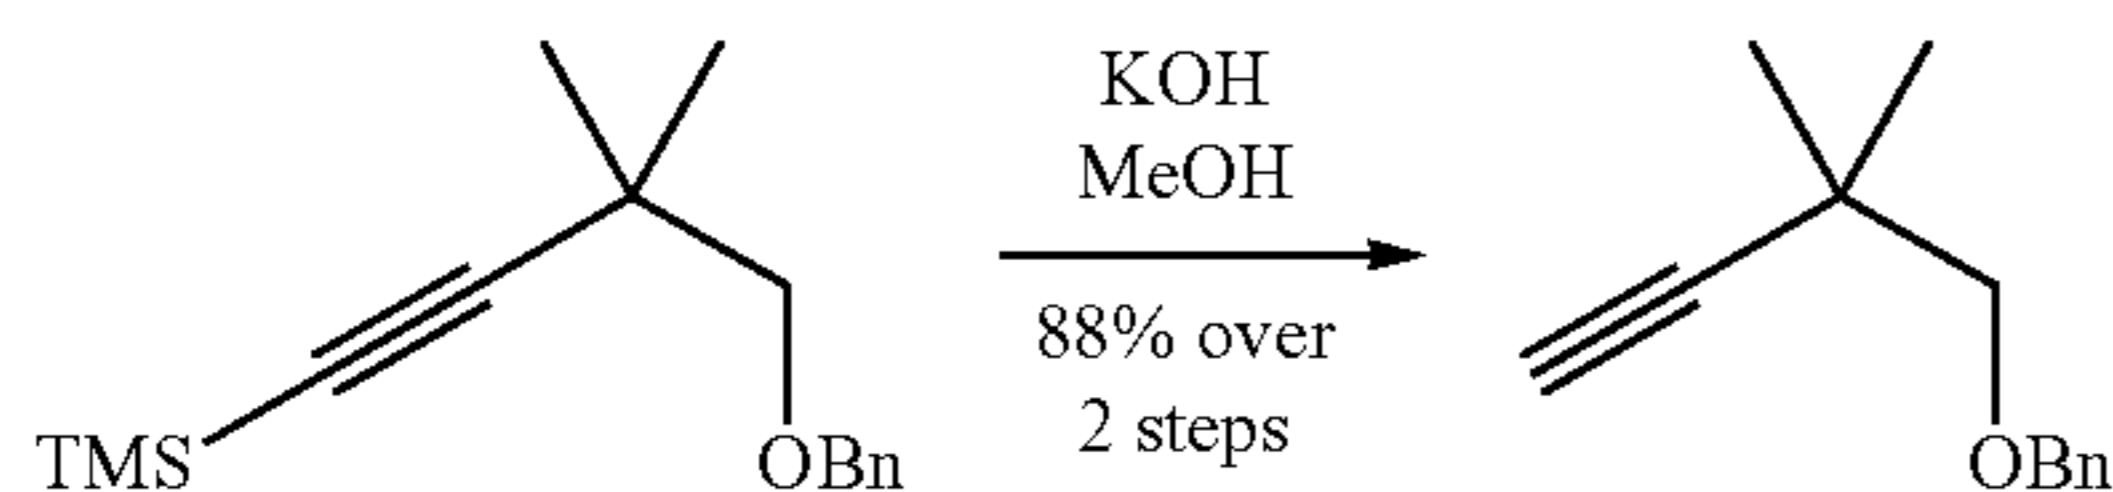 KOH
MeOH
88% over
2 steps
TMS
OBn
OBn